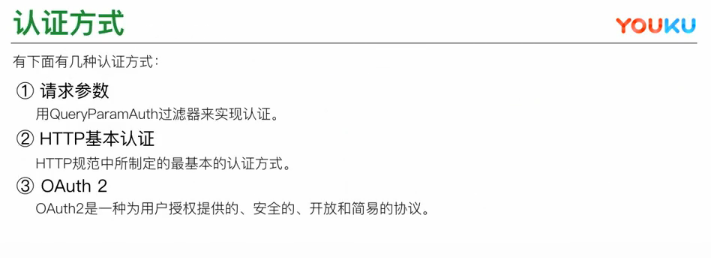 认证方式
YOUKU
有下面有几种认证方式：
① 请求参数
用QueryParamAuth过滤器来实现认证。
② HTTP基本认证
HTTP规范中所制定的最基本的认证方式。
③ OAuth 2
OAuth2是一种为用户授权提供的、安全的、开放和简易的协议。